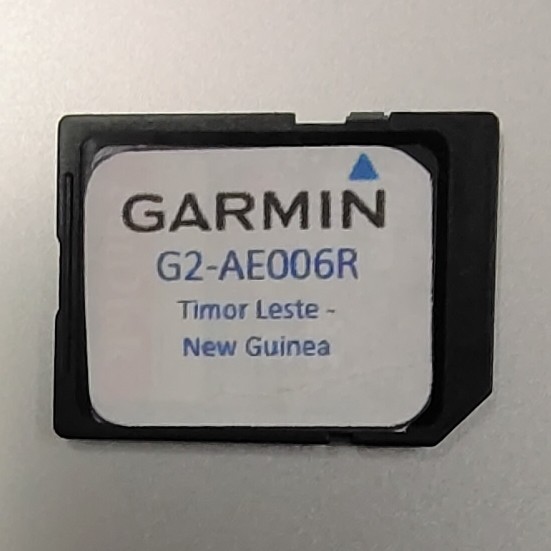 GARMIN
G2-AE006R
Timor Leste -
New Guinea